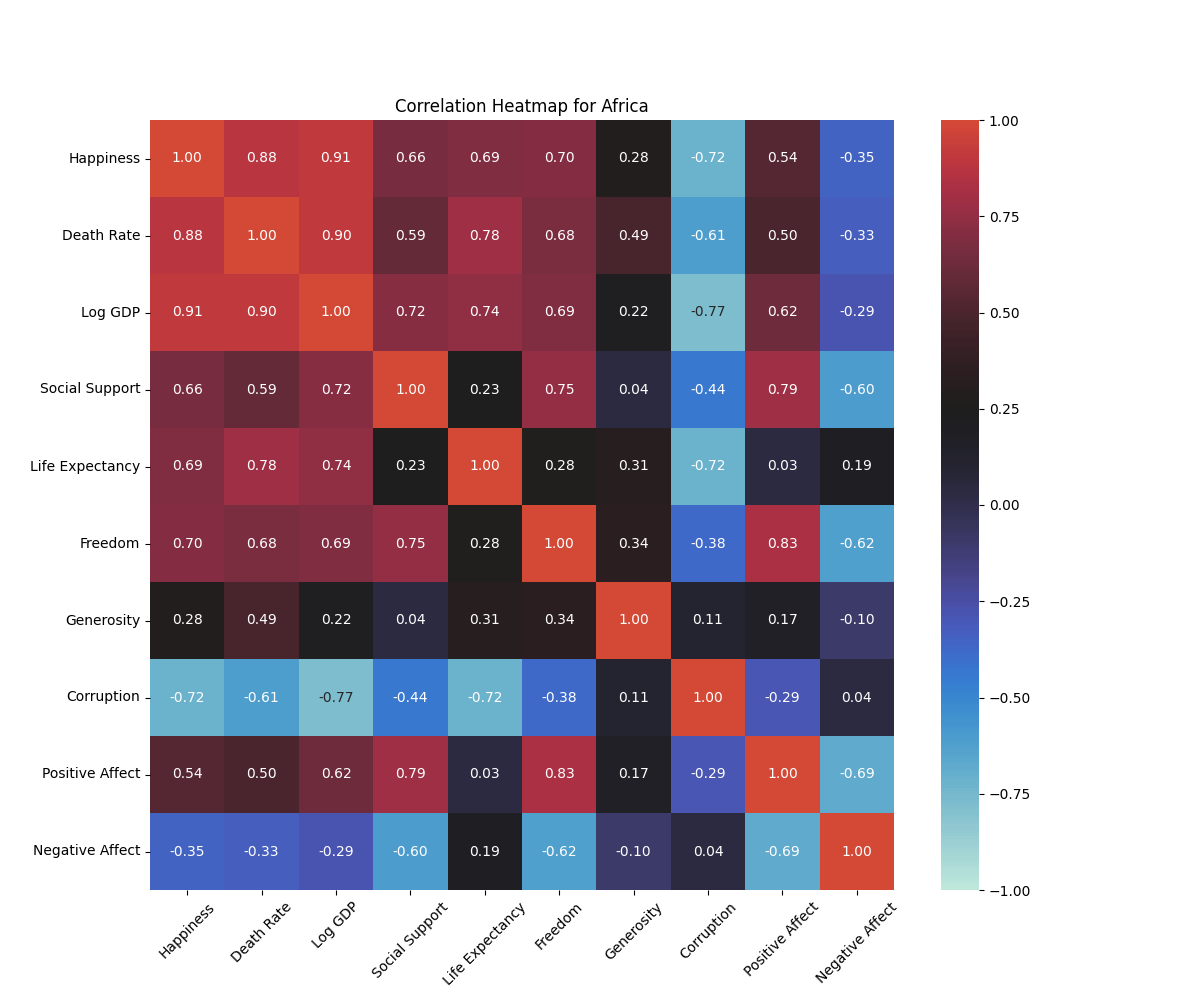 Correlation Heatmap for Africa
Happiness 1.00 0.88 0.91 0.66 0.69 0.70 0.28 -0.72 0.54 -0.35
Death Rate 0.88 1.00 0.90 0.59 0.78 0.68 0.49 -0.61 0.50 -0.33
Log GDP 0.91 0.90 1.00 0.72 0.74 0.69 0.22 -0.77 0.62 -0.29
Social Support 0.66 0.59 0.72 1.00 0.23 0.75 0.04 -0.44 0.79 -0.60
Life Expectancy 0.69 0.78 0.74 0.23 1.00 0.28 0.31 -0.72 0.03 0.19
Freedom 0.70 0.68 0.69 0.75 0.28 1.00 0.34 -0.38 0.83 -0.62
Generosity 0.28 0.49 0.22 0.04 0.31 0.34 1.00 0.11 0.17 -0.10
Corruption -0.72 -0.61 -0.77 -0.44 -0.72 -0.38 0.11 1.00 -0.29 0.04
Positive Affect 0.54 0.50 0.62 0.79 0.03 0.83 0.17 -0.29 1.00 -0.69
Negative Affect -0.35 -0.33 -0.29 -0.60 0.19 -0.62 -0.10 0.04 -0.69 1.00
Happiness Death Rate Log GDP Social Support Life Expectancy Freedom Generosity Corruption Positive Affect Negative Affect
1.00
0.75
0.50
0.25
0.00
−0.25
−0.50
−0.75
−1.00